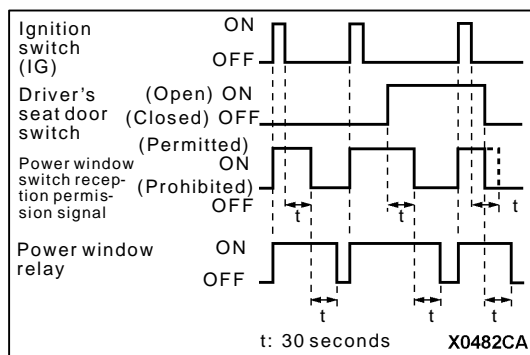 Ignition
switch
(IG)
ON
OFF
Driver's
seat door
switch
(Open) ON
(Closed) OFF
Power window
switch recep-
tion permis-
sion signal
(Permitted)
ON
(Prohibited)
OFF
t
t
t
Power window
relay
ON
OFF
t
t
t
t: 30 seconds
X0482CA